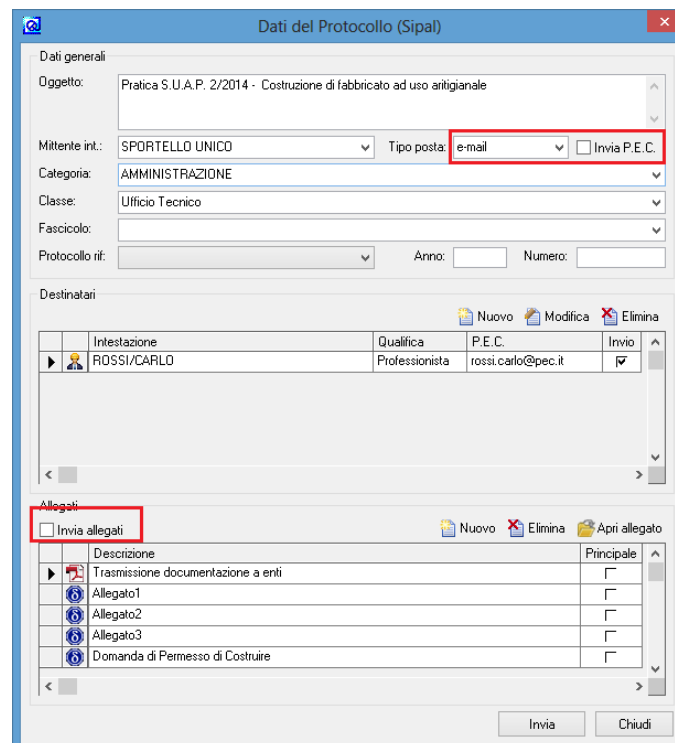 Dati del Protocollo (Sipal)
Dati generali
Oggetto: Pratica S.U.A.P. 2/2014 - Costruzione di fabbricato ad uso aritigianale
Mittente int.: SPORTELLO UNICO Tipo posta: e-mail Invia P.E.C.
Categoria: AMMINISTRAZIONE
Classe: Ufficio Tecnico
Fascicolo:
Protocollo rif: Anno: Numero:
Destinatari
Nuovo Modifica Elimina
Intestazione Qualifica P.E.C. Invio
ROSSI/CARLO Professionista rossi.carlo@pec.it
Allegati
Invia allegati Nuovo Elimina Apri allegato
Descrizione Principale
Trasmissione documentazione a enti
Allegato1
Allegato2
Allegato3
Domanda di Permesso di Costruire
Invia Chiudi